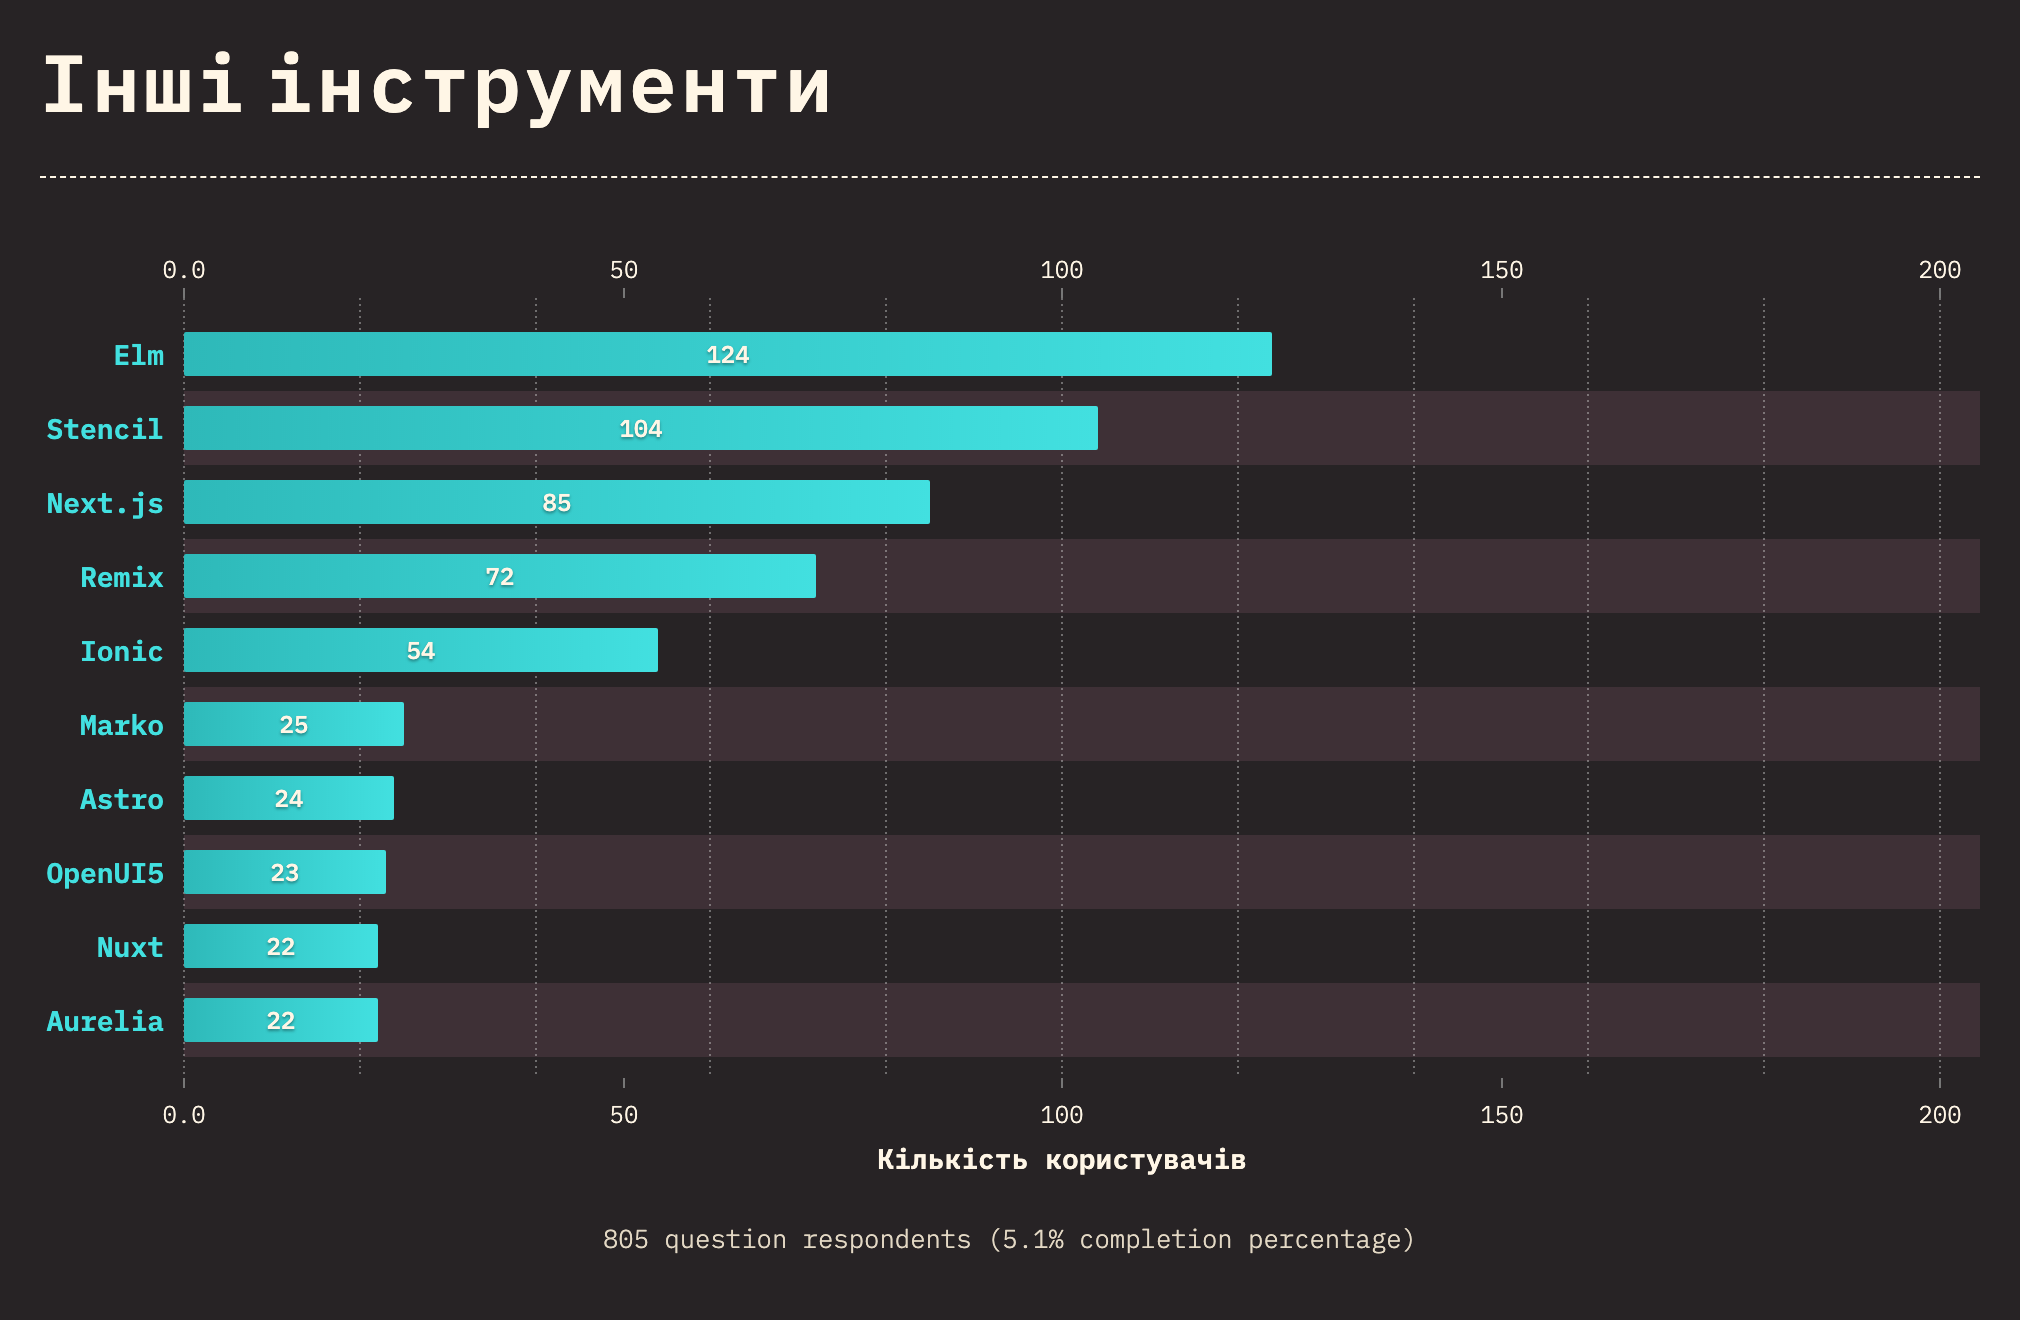 Інші інструменти
0.0 50 100 150 200
Elm 124
Stencil 104
Next.js 85
Remix 72
Ionic 54
Marko 25
Astro 24
OpenUI5 23
Nuxt 22
Aurelia 22
0.0 50 100 150 200
Кількість користувачів
805 question respondents (5.1% completion percentage)